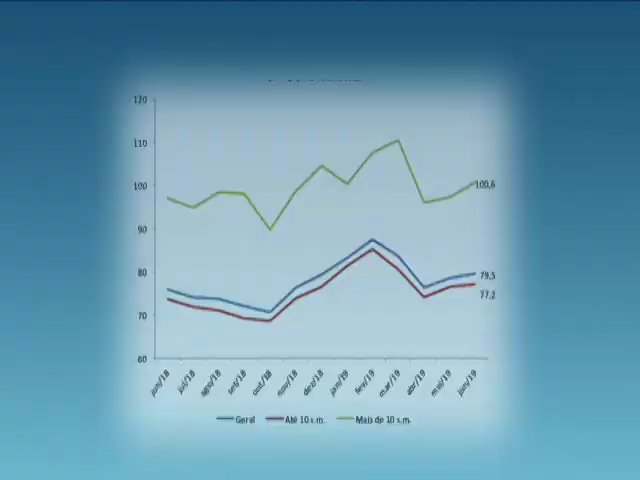 120
110
100
90
80
70
60
100,6
79,5
77,2
jun/18
jul/18
ago/18
set/18
out/18
nov/18
dez/18
jan/19
fev/19
mar/19
abr/19
mai/19
jun/19
Geral Até 10 s.m. Mais de 10 s.m.